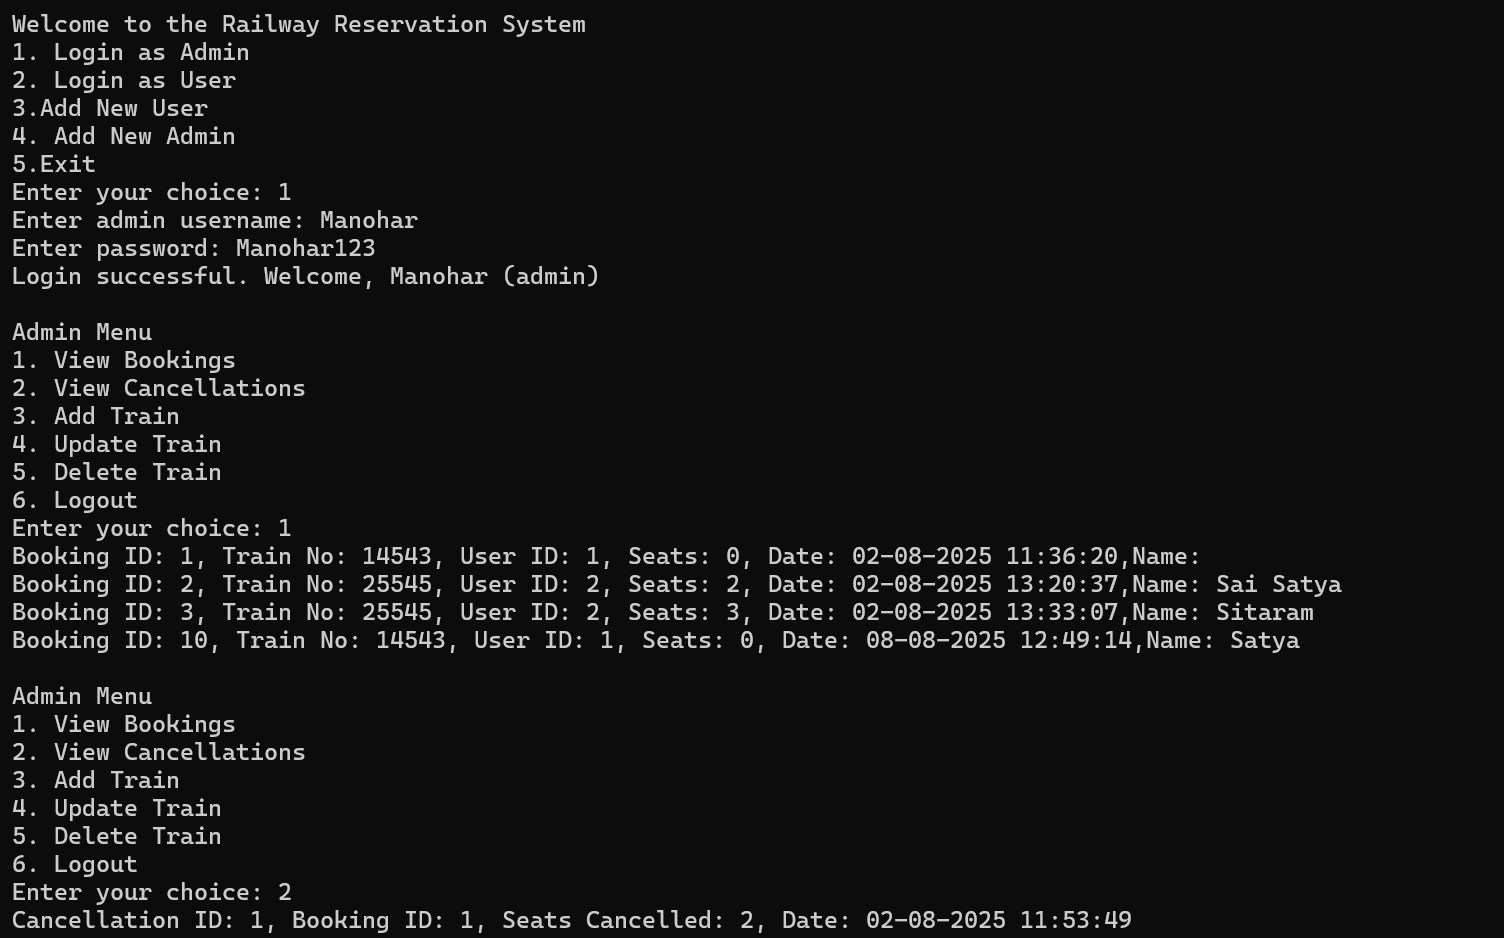 Welcome to the Railway Reservation System
1. Login as Admin
2. Login as User
3.Add New User
4. Add New Admin
5.Exit
Enter your choice: 1
Enter admin username: Manohar
Enter password: Manohar123
Login successful. Welcome, Manohar (admin)

Admin Menu
1. View Bookings
2. View Cancellations
3. Add Train
4. Update Train
5. Delete Train
6. Logout
Enter your choice: 1
Booking ID: 1, Train No: 14543, User ID: 1, Seats: 0, Date: 02-08-2025 11:36:20,Name:
Booking ID: 2, Train No: 25545, User ID: 2, Seats: 2, Date: 02-08-2025 13:20:37,Name: Sai Satya
Booking ID: 3, Train No: 25545, User ID: 2, Seats: 3, Date: 02-08-2025 13:33:07,Name: Sitaram
Booking ID: 10, Train No: 14543, User ID: 1, Seats: 0, Date: 08-08-2025 12:49:14,Name: Satya

Admin Menu
1. View Bookings
2. View Cancellations
3. Add Train
4. Update Train
5. Delete Train
6. Logout
Enter your choice: 2
Cancellation ID: 1, Booking ID: 1, Seats Cancelled: 2, Date: 02-08-2025 11:53:49